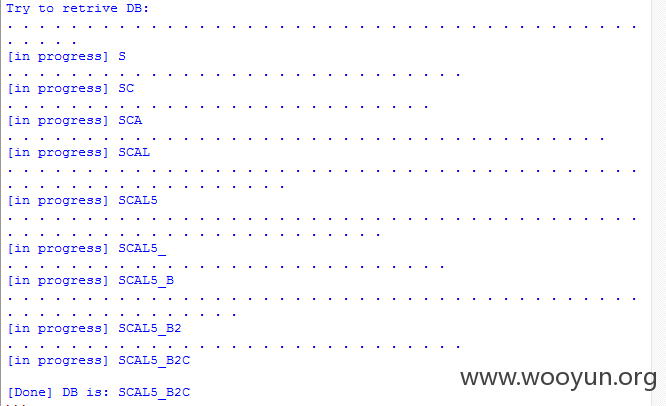 Try to retrive DB:
. . . . . . . . . . . . . . . . . . . . . . . . . . . . . . . . . . . . . . . .
. . . . .
[in progress] S
. . . . . . . . . . . . . . . . . . . . . . . . . . . . .
[in progress] SC
. . . . . . . . . . . . . . . . . . . . . . . . . . .
[in progress] SCA
. . . . . . . . . . . . . . . . . . . . . . . . . . . . . . . . . . . . . .
[in progress] SCAL
. . . . . . . . . . . . . . . . . . . . . . . . . . . . . . . . . . . . . . . .
. . . . . . . . . . . . . . . . . .
[in progress] SCAL5
. . . . . . . . . . . . . . . . . . . . . . . . . . . . . . . . . . . . . . . .
. . . . . . . . . . . . . . . . . . . . . . . .
[in progress] SCAL5_
. . . . . . . . . . . . . . . . . . . . . . . . . . . .
[in progress] SCAL5_B
. . . . . . . . . . . . . . . . . . . . . . . . . . . . . . . . . . . . . . . .
. . . . . . . . . . . . . . .
[in progress] SCAL5_B2
. . . . . . . . . . . . . . . . . . . . . . . . . . . . .
[in progress] SCAL5_B2C
[Done] DB is: SCAL5_B2C
www.wooyun.org